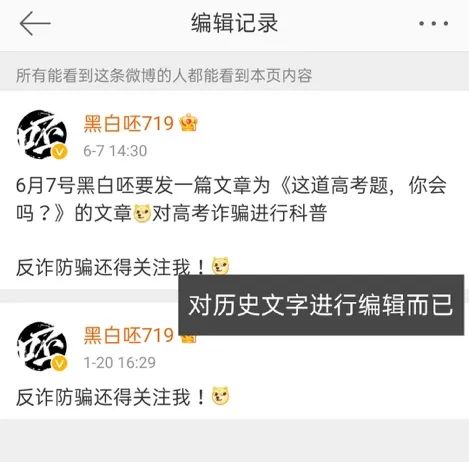 编辑记录
所有能看到这条微博的人都能看到本页内容
黑白呸719
6-7 14:30
6月7号黑白呸要发一篇文章为《这道高考题，你会
吗？》的文章对高考诈骗进行科普
反诈防骗还得关注我！
对历史文字进行编辑而已
黑白呸719
1-20 16:29
反诈防骗还得关注我！